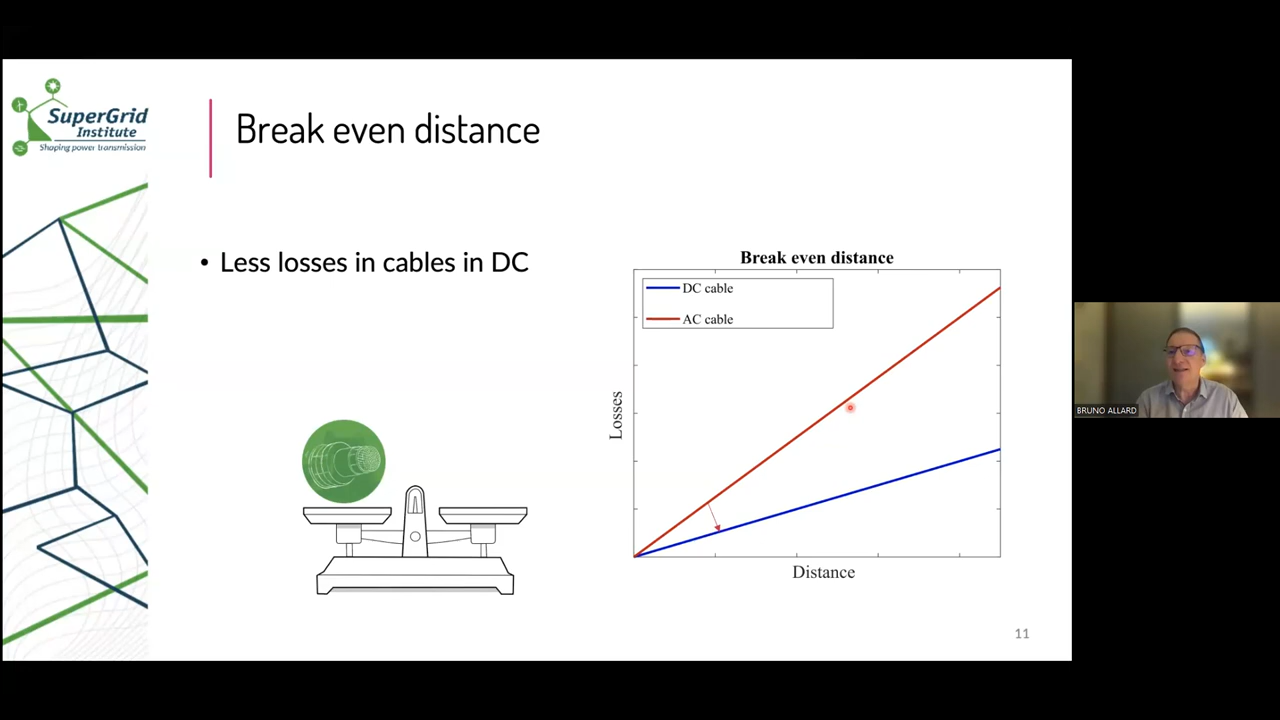 SuperGrid
Institute
Shaping power transmission
Break even distance
• Less losses in cables in DC
Break even distance
DC cable
AC cable
Losses
Distance
11
BRUNO ALLARD